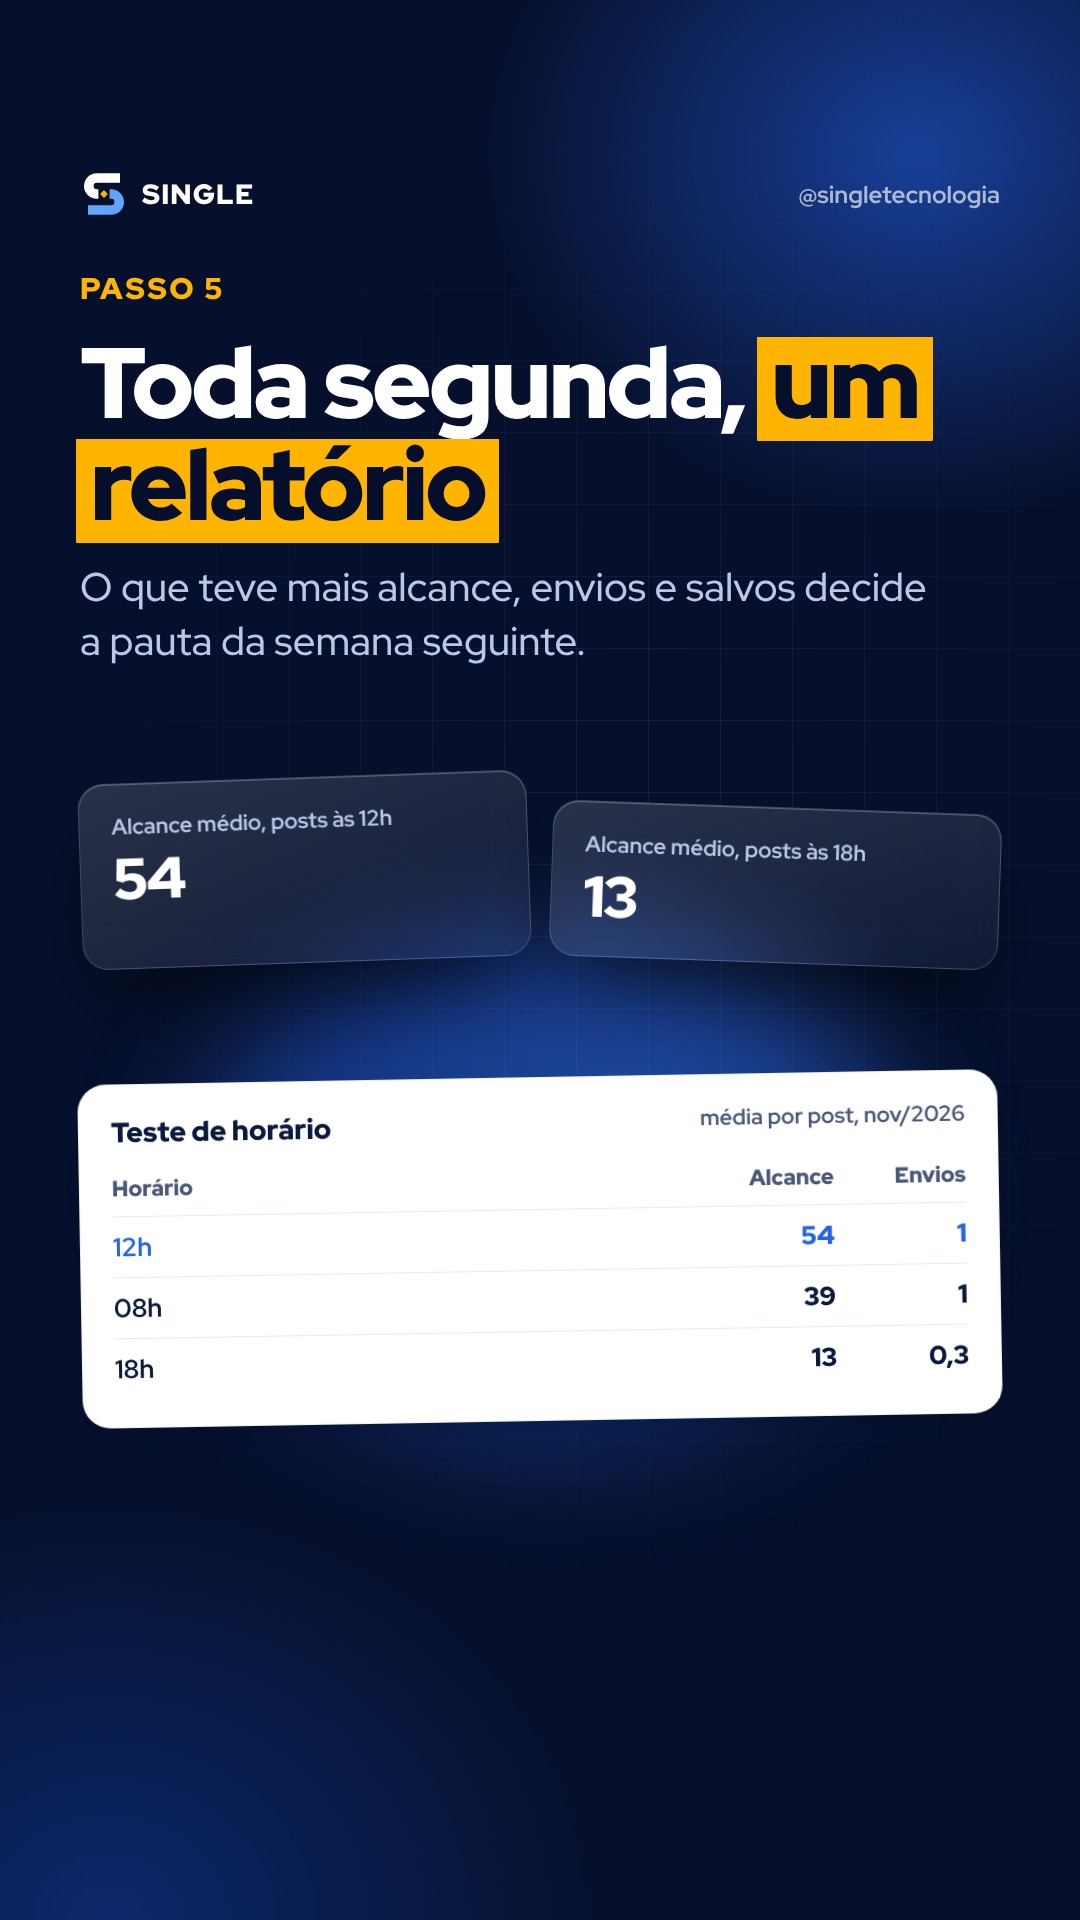 SINGLE
@singletecnologia
PASSO 5
Toda segunda, um
relatório
O que teve mais alcance, envios e salvos decide
a pauta da semana seguinte.
Alcance médio, posts às 12h
54
Alcance médio, posts às 18h
13
Teste de horário
média por post, nov/2026
Horário Alcance Envios
12h 54 1
08h 39 1
18h 13 0,3